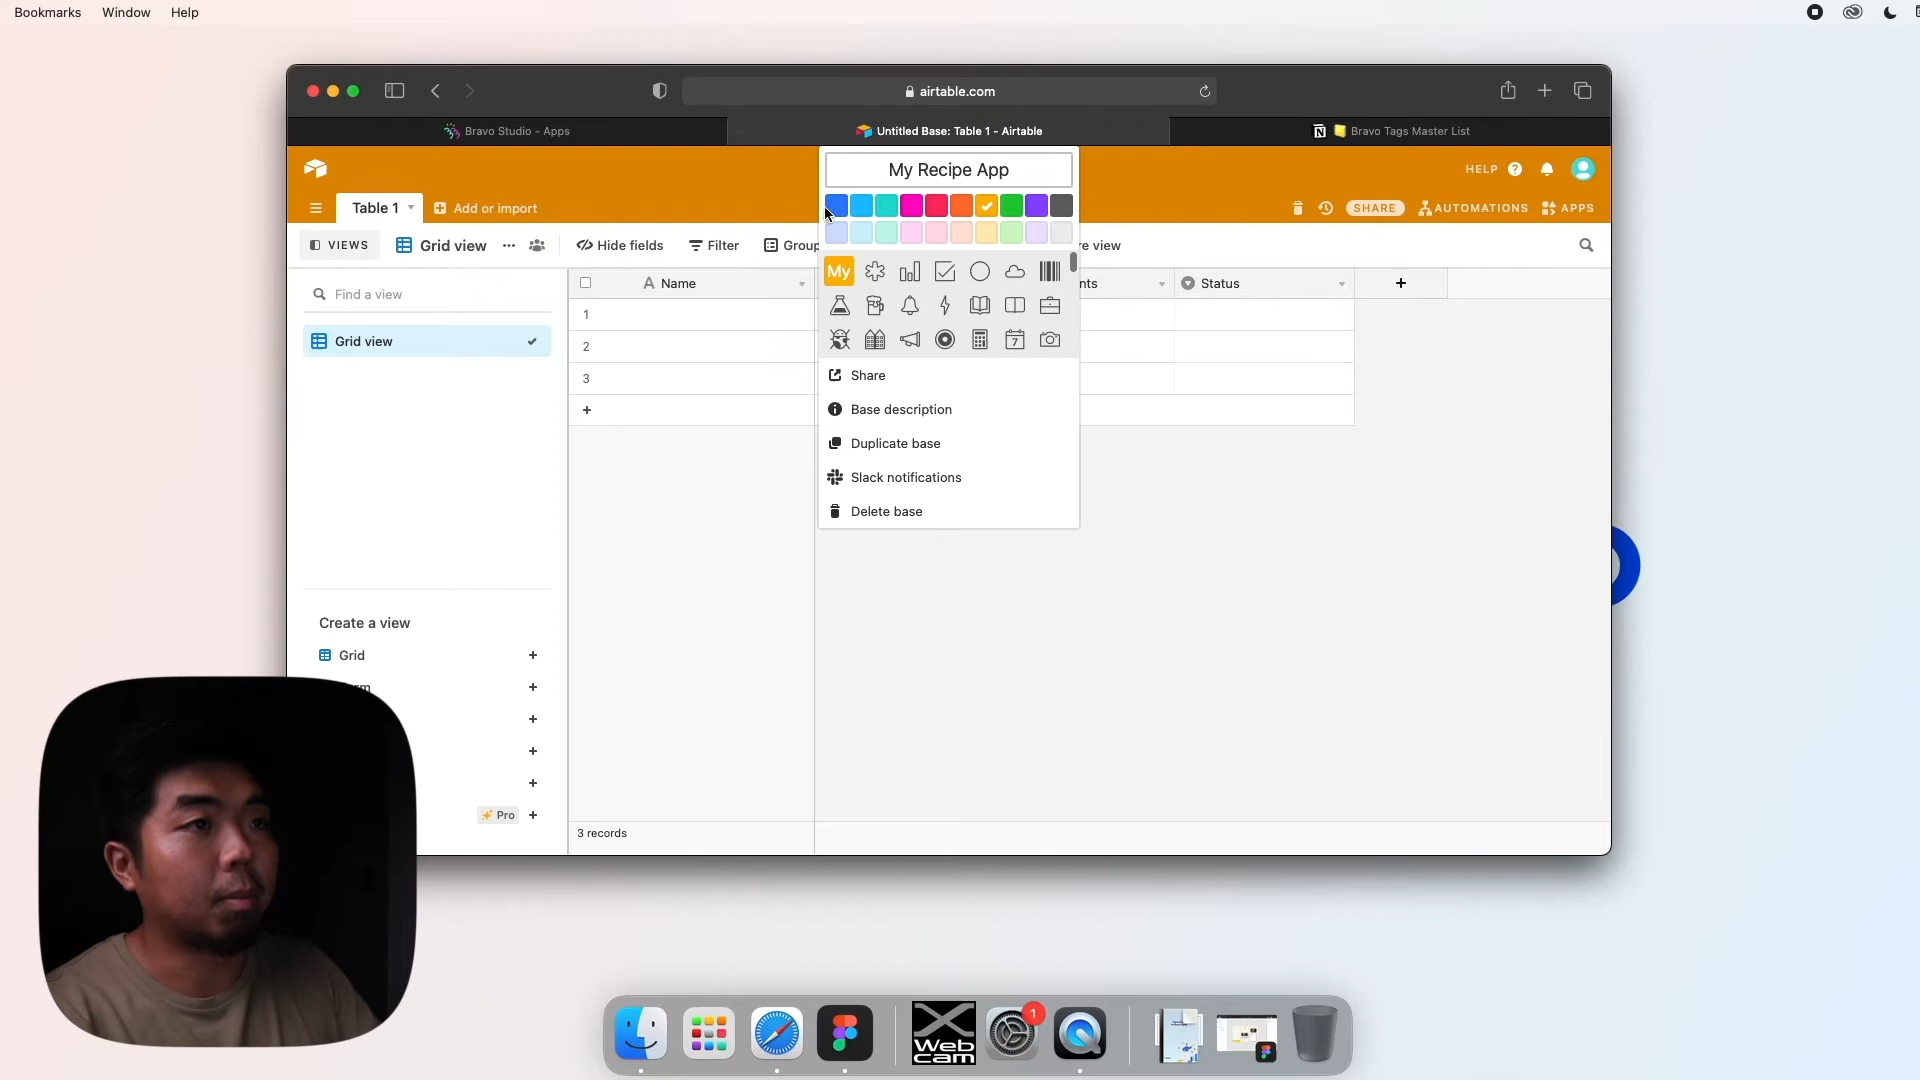 Bookmarks Window Help
airtable.com
Bravo Studio - Apps
Untitled Base: Table 1 - Airtable
Bravo Tags Master List
My Recipe App
HELP
Table 1
Add or import
SHARE
AUTOMATIONS
APPS
VIEWS
Grid view
Hide fields
Filter
Group
re view
My
Find a view
Name
nts
Status
Grid view
1
2
3
7
Share
Base description
Duplicate base
Slack notifications
Delete base
Create a view
Grid
Pro
3 records
Web
cam
1